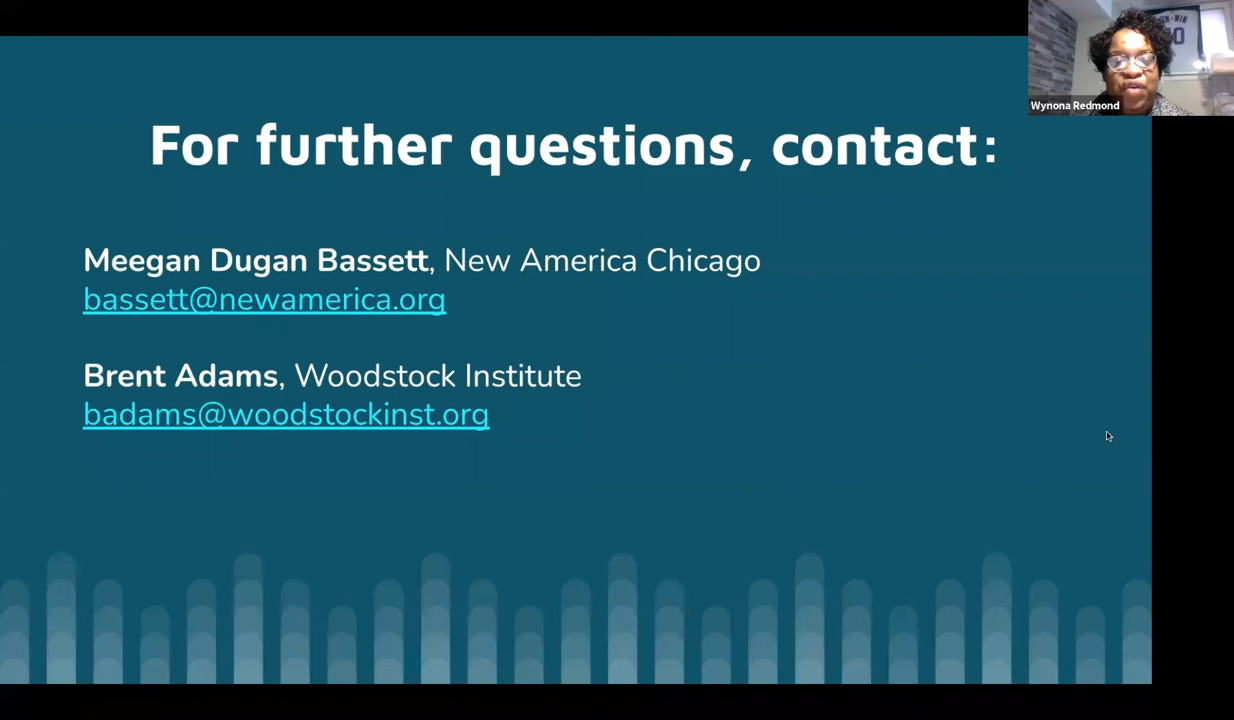 For further questions, contact:
Meegan Dugan Bassett, New America Chicago
bassett@newamerica.org
Brent Adams, Woodstock Institute
badams@woodstockinst.org
Wynona Redmond